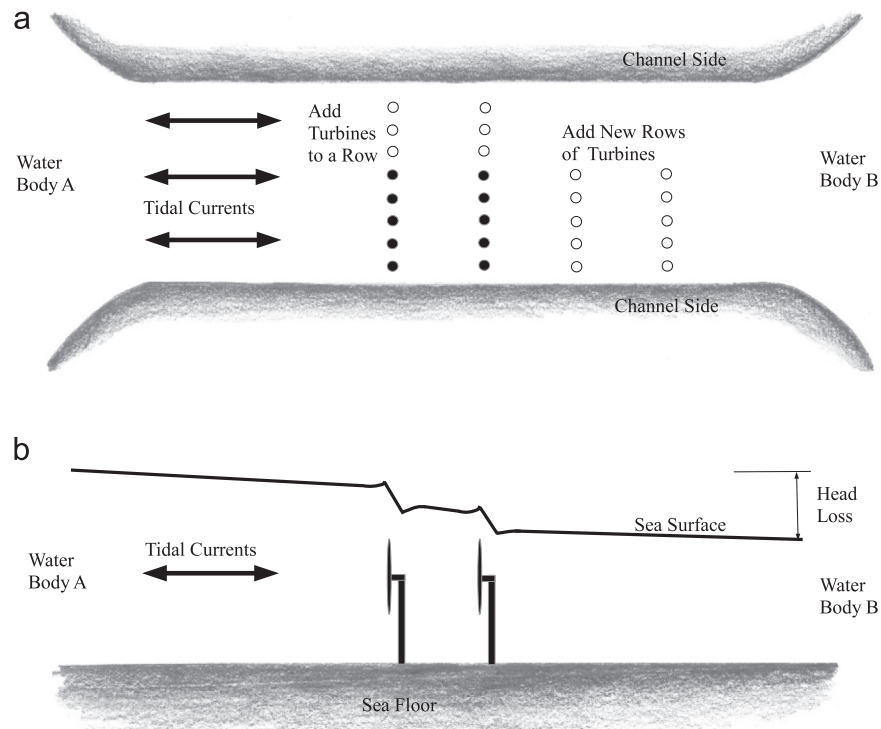 a
Channel Side
Add
Turbines
to a Row
Add New Rows
of Turbines
Water
Body A
Water
Body B
Tidal Currents
Channel Side
b
Head
Loss
Sea Surface
Tidal Currents
Water
Body A
Water
Body B
Sea Floor